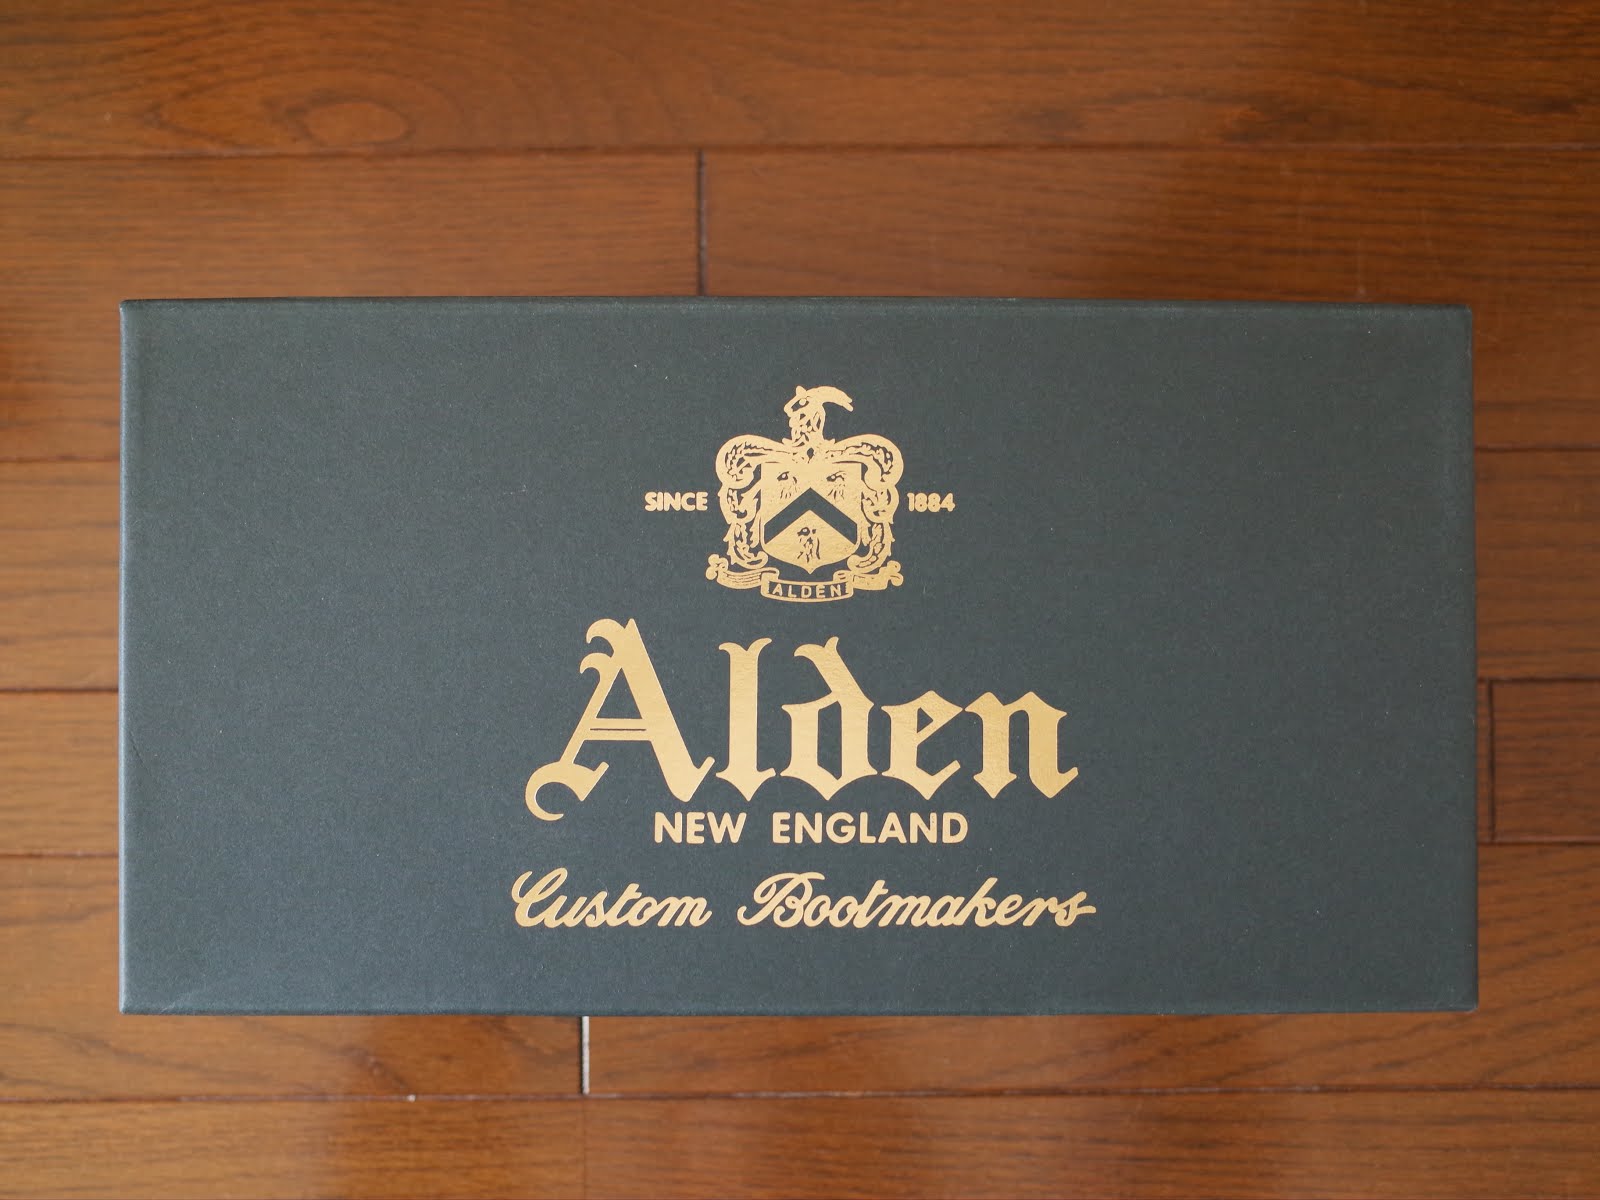 SINCE 1884
ALDEN
Alden
NEW ENGLAND
Custom Bootmakers